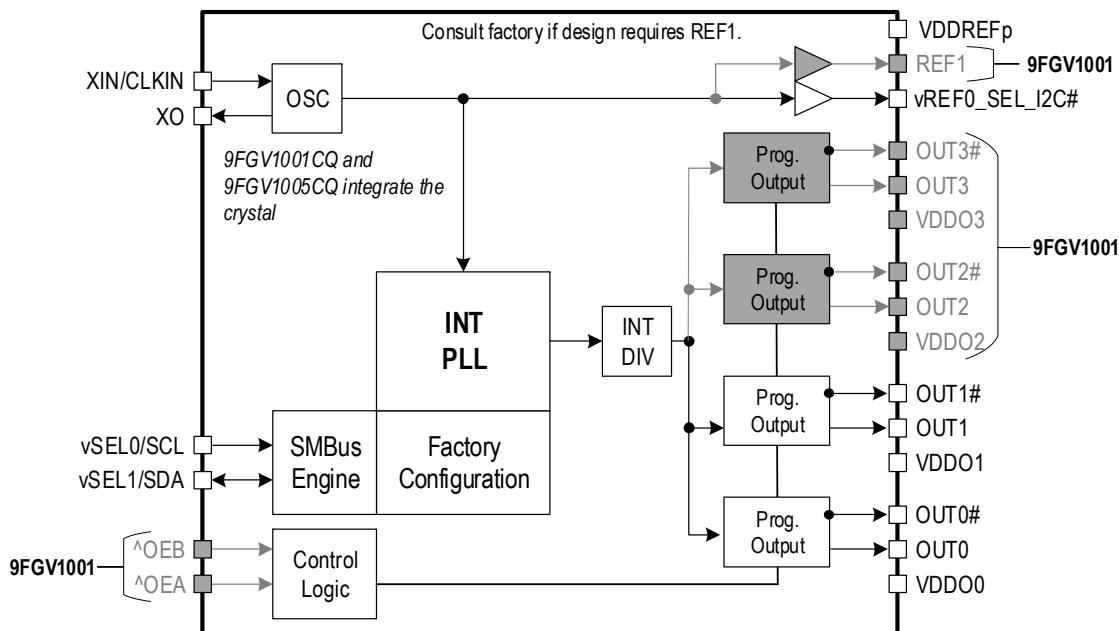 Consult factory if design requires REF1.
VDDREFp
XIN/CLKIN
OSC
REF1
9FGV1001
XO
vREF0_SEL_I2C#
9FGV1001CQ and
9FGV1005CQ integrate the
crystal
Prog.
Output
OUT3#
OUT3
VDDO3
9FGV1001
Prog.
Output
OUT2#
OUT2
VDDO2
INT
PLL
INT
DIV
Prog.
Output
OUT1#
OUT1
VDDO1
vSEL0/SCL
vSEL1/SDA
SMBus
Engine
Factory
Configuration
Prog.
Output
OUT0#
OUT0
VDDO0
9FGV1001
^OEB
^OEA
Control
Logic